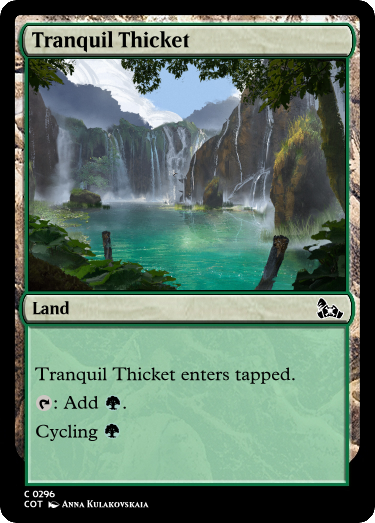 Tranquil Thicket
Land
Tranquil Thicket enters tapped.
: Add .
Cycling
C 0296
COT Anna Kulakovskaia